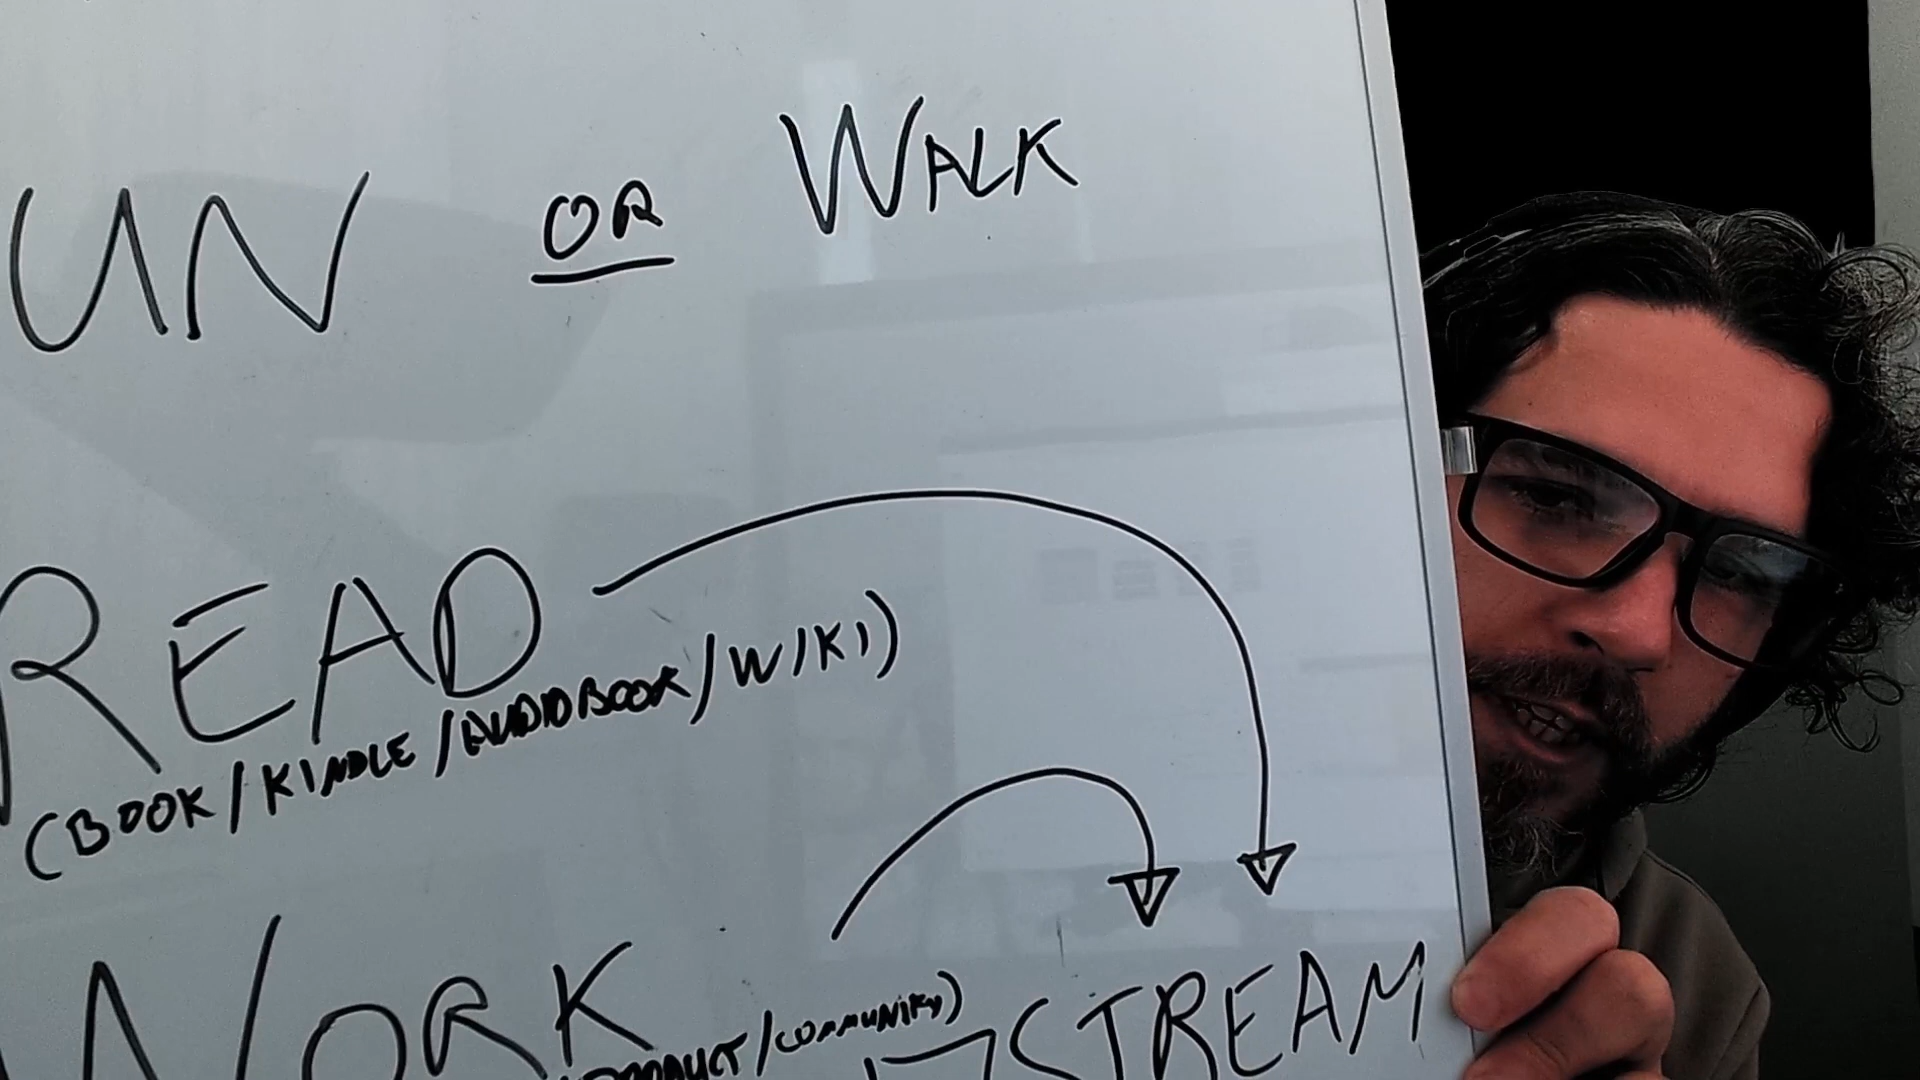 UN OR WALK
READ
(BOOK/KINDLE/AUDIOBOOK/WIKI)
WORK
PRODUCT/COMMUNITY)
STREAM